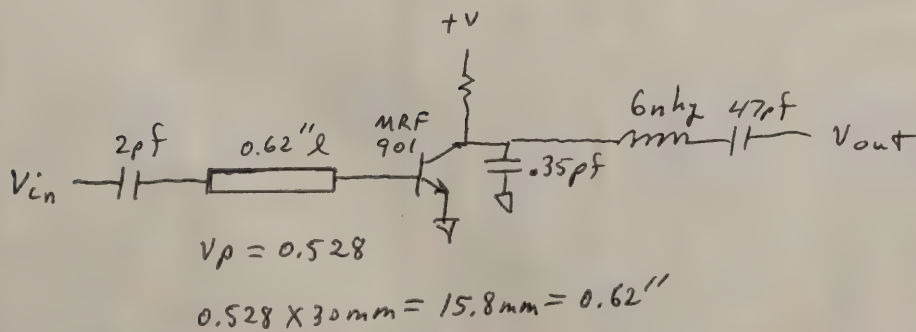 +V
6nhz 47pf
MRF
901
2pf 0.62"ℓ
Vin .35pf Vout
Vp = 0.528
0.528 X 30mm = 15.8mm = 0.62"